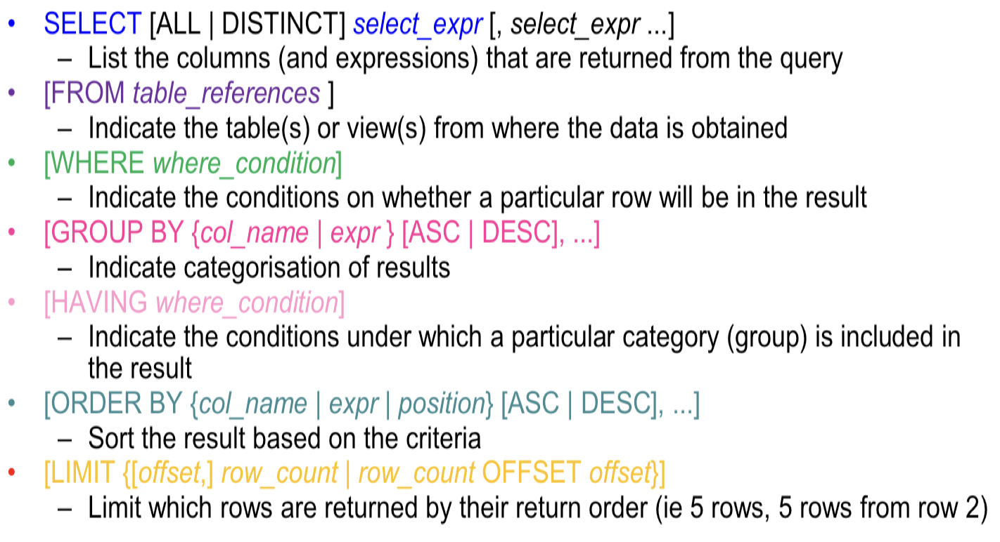 • SELECT [ALL | DISTINCT] select_expr [, select_expr ...]
– List the columns (and expressions) that are returned from the query
• [FROM table_references ]
– Indicate the table(s) or view(s) from where the data is obtained
• [WHERE where_condition]
– Indicate the conditions on whether a particular row will be in the result
• [GROUP BY {col_name | expr } [ASC | DESC], ...]
– Indicate categorisation of results
• [HAVING where_condition]
– Indicate the conditions under which a particular category (group) is included in
the result
• [ORDER BY {col_name | expr | position} [ASC | DESC], ...]
– Sort the result based on the criteria
• [LIMIT {[offset,] row_count | row_count OFFSET offset}]
– Limit which rows are returned by their return order (ie 5 rows, 5 rows from row 2)